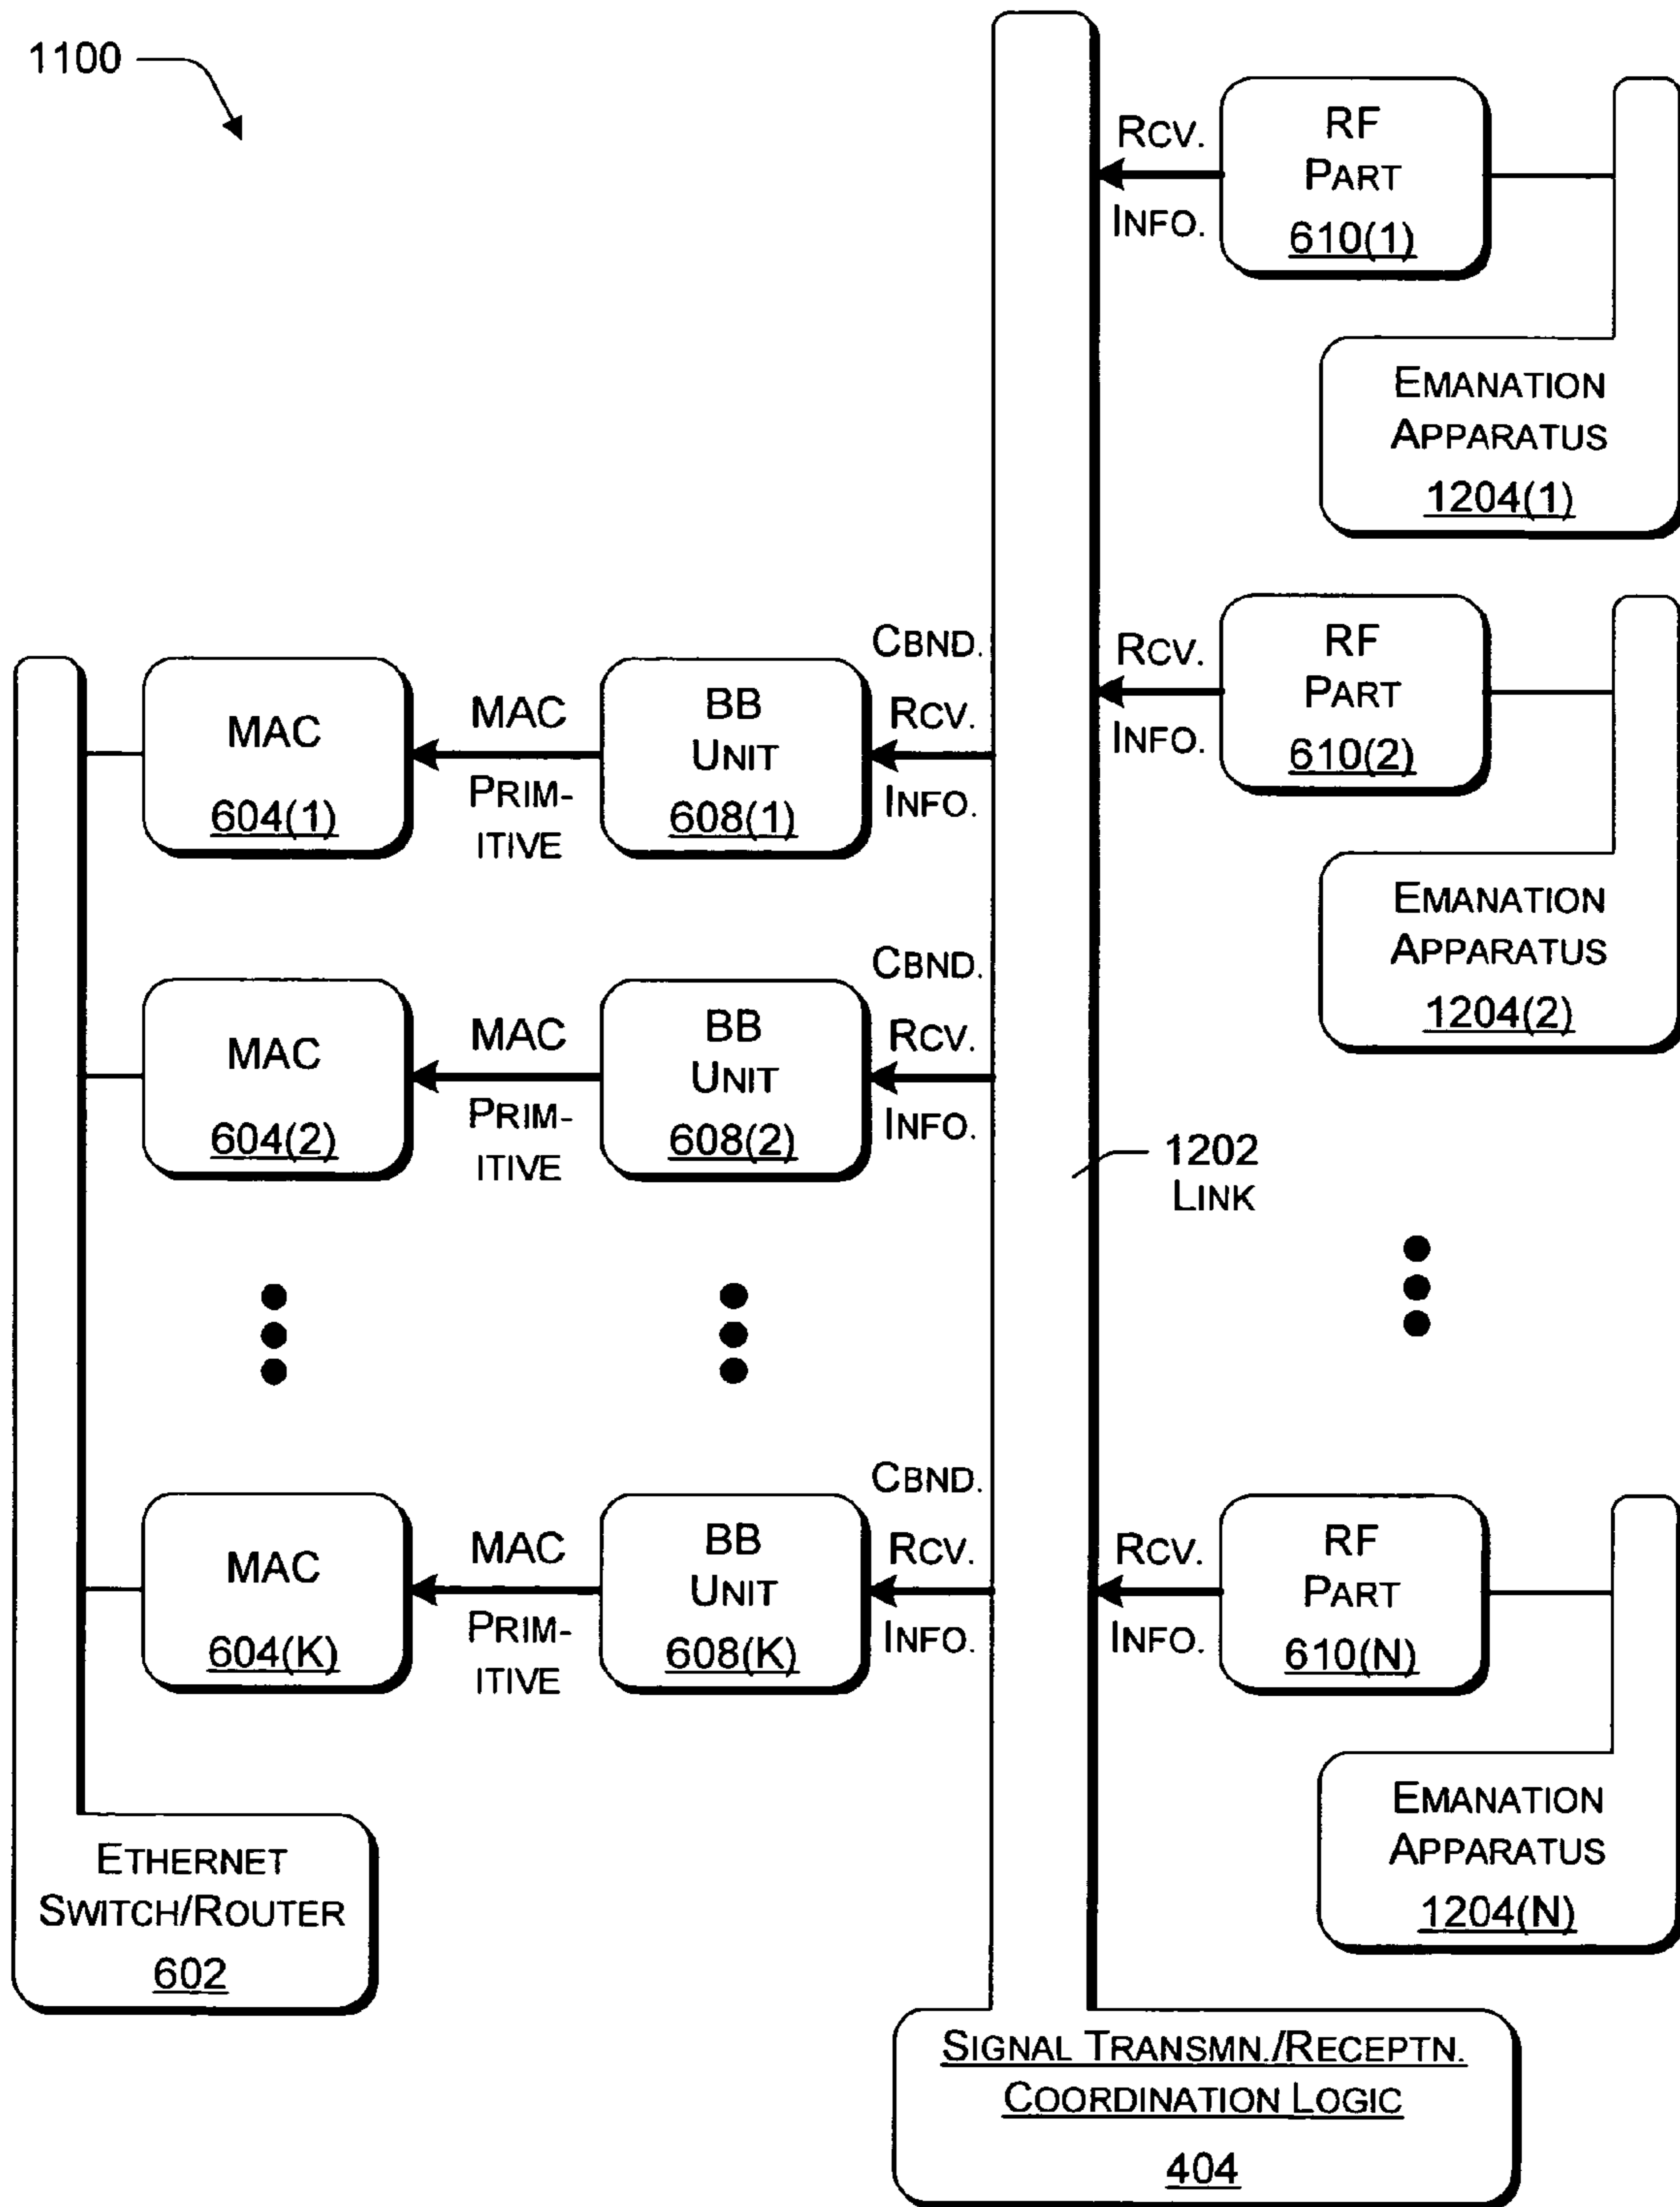 1100
RCV.
INFO.
RF
PART
610(1)
EMANATION
APPARATUS
1204(1)
RCV.
INFO.
RF
PART
610(2)
EMANATION
APPARATUS
1204(2)
MAC
604(1)
MAC
PRIM-
ITIVE
BB
UNIT
608(1)
CBND.
RCV.
INFO.
MAC
604(2)
MAC
PRIM-
ITIVE
BB
UNIT
608(2)
CBND.
RCV.
INFO.
1202
LINK
MAC
604(K)
MAC
PRIM-
ITIVE
BB
UNIT
608(K)
CBND.
RCV.
INFO.
RCV.
INFO.
RF
PART
610(N)
EMANATION
APPARATUS
1204(N)
ETHERNET
SWITCH/ROUTER
602
SIGNAL TRANSMN./RECEPTN.
COORDINATION LOGIC
404